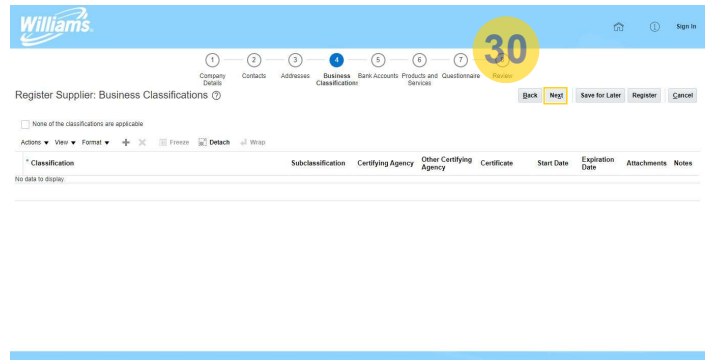 Williams.
Sign In
30
1 2 3 4 5 6 7
Company Details Contacts Addresses Business Classifications Bank Accounts Products and Services Questionnaire Review
Register Supplier: Business Classifications ?
Back Next Save for Later Register Cancel
None of the classifications are applicable
Actions View Format Freeze Detach Wrap
* Classification Subclassification Certifying Agency Other Certifying Agency Certificate Start Date Expiration Date Attachments Notes
No data to display.